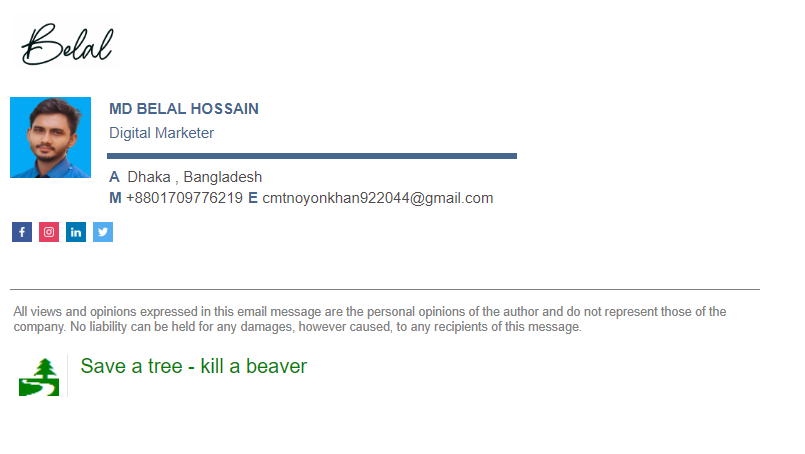 Belal
MD BELAL HOSSAIN
Digital Marketer
A Dhaka , Bangladesh
M +8801709776219 E cmtnoyonkhan922044@gmail.com
f in
All views and opinions expressed in this email message are the personal opinions of the author and do not represent those of the
company. No liability can be held for any damages, however caused, to any recipients of this message.
Save a tree - kill a beaver